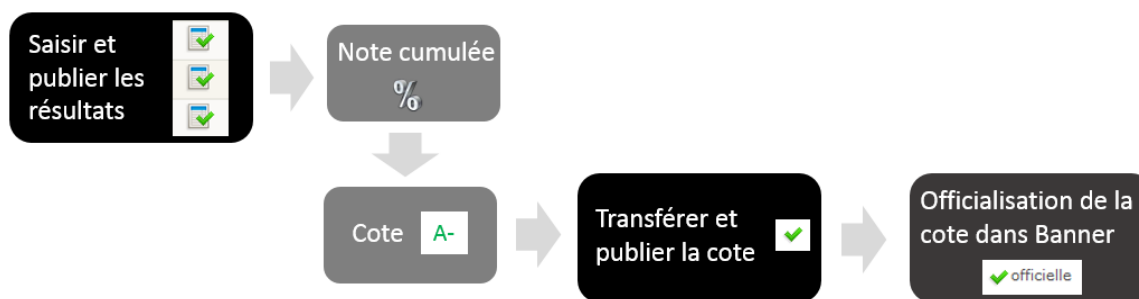 Saisir et
publier les
résultats
Note cumulée
%
Cote
A-
Transférer et
publier la cote
Officialisation de la
cote dans Banner
officielle